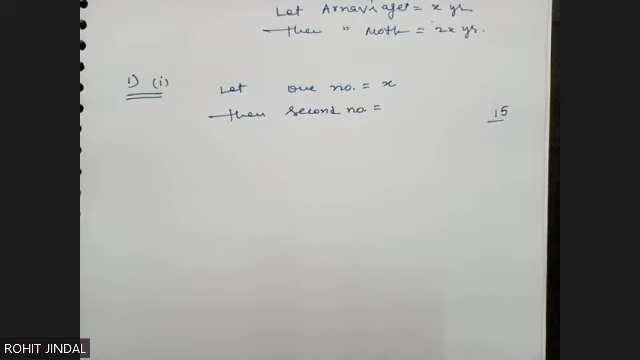 Let Arnav's age = x yr
then " Moth = 2x yr.
1) (i) Let one no. = x
then second no. =
15
ROHIT JINDAL